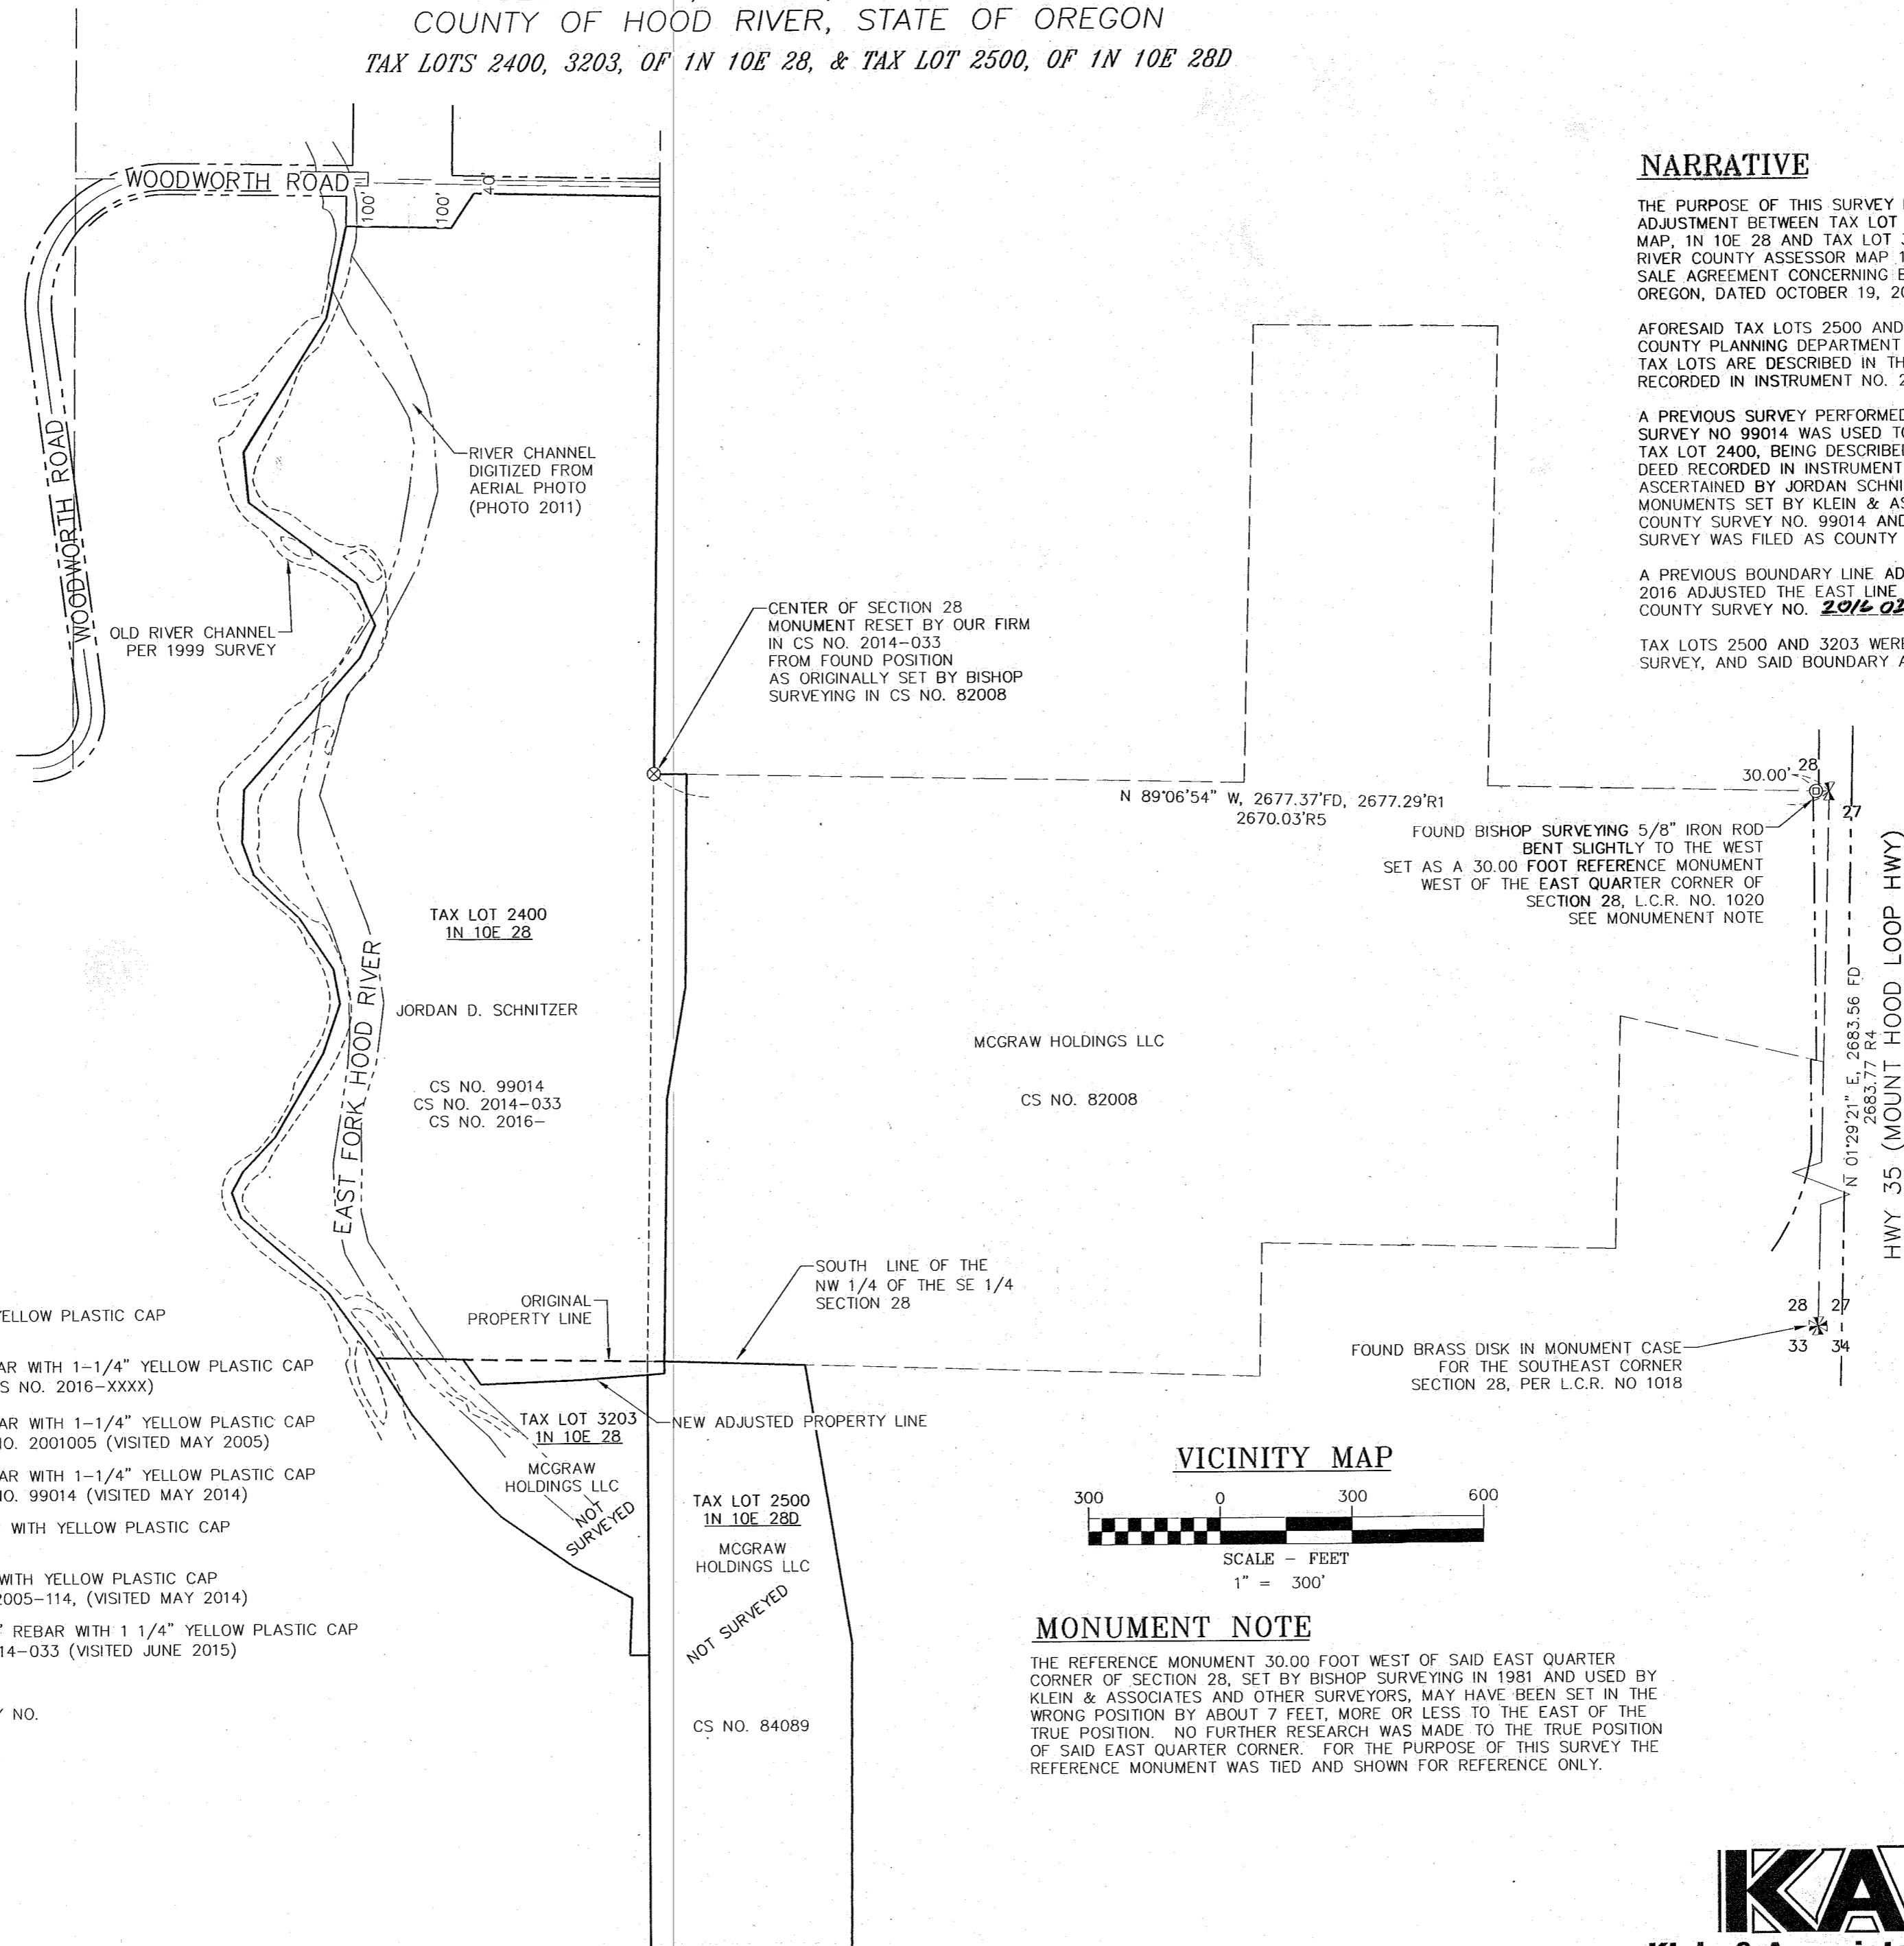 COUNTY OF HOOD RIVER, STATE OF OREGON
TAX LOTS 2400, 3203, OF 1N 10E 28, & TAX LOT 2500, OF 1N 10E 28D
WOODWORTH ROAD
100'
100'
40'
WOODWORTH ROAD
RIVER CHANNEL
DIGITIZED FROM
AERIAL PHOTO
(PHOTO 2011)
OLD RIVER CHANNEL
PER 1999 SURVEY
CENTER OF SECTION 28
MONUMENT RESET BY OUR FIRM
IN CS NO. 2014-033
FROM FOUND POSITION
AS ORIGINALLY SET BY BISHOP
SURVEYING IN CS NO. 82008
NARRATIVE
THE PURPOSE OF THIS SURVEY
ADJUSTMENT BETWEEN TAX LOT
MAP, 1N 10E 28 AND TAX LOT
RIVER COUNTY ASSESSOR MAP 1
SALE AGREEMENT CONCERNING
OREGON, DATED OCTOBER 19, 20
AFORESAID TAX LOTS 2500 AND
COUNTY PLANNING DEPARTMENT
TAX LOTS ARE DESCRIBED IN TH
RECORDED IN INSTRUMENT NO. 2
A PREVIOUS SURVEY PERFORMED
SURVEY NO 99014 WAS USED TO
TAX LOT 2400, BEING DESCRIBED
DEED RECORDED IN INSTRUMENT
ASCERTAINED BY JORDAN SCHNI
MONUMENTS SET BY KLEIN & AS
COUNTY SURVEY NO. 99014 AND
SURVEY WAS FILED AS COUNTY
A PREVIOUS BOUNDARY LINE AD
2016 ADJUSTED THE EAST LINE
COUNTY SURVEY NO. 2016 02
TAX LOTS 2500 AND 3203 WERE
SURVEY, AND SAID BOUNDARY A
N 89°06'54" W, 2677.37'FD, 2677.29'R1
2670.03'R5
30.00'
28
27
FOUND BISHOP SURVEYING 5/8" IRON ROD
BENT SLIGHTLY TO THE WEST
SET AS A 30.00 FOOT REFERENCE MONUMENT
WEST OF THE EAST QUARTER CORNER OF
SECTION 28, L.C.R. NO. 1020
SEE MONUMENENT NOTE
N 01°29'21" E, 2683.56 FD
2683.77 R4
HWY 35 (MOUNT HOOD LOOP HWY)
TAX LOT 2400
1N 10E 28
JORDAN D. SCHNITZER
CS NO. 99014
CS NO. 2014-033
CS NO. 2016-
EAST FORK HOOD RIVER
MCGRAW HOLDINGS LLC
CS NO. 82008
SOUTH LINE OF THE
NW 1/4 OF THE SE 1/4
SECTION 28
ORIGINAL
PROPERTY LINE
28 27
33 34
FOUND BRASS DISK IN MONUMENT CASE
FOR THE SOUTHEAST CORNER
SECTION 28, PER L.C.R. NO 1018
YELLOW PLASTIC CAP
AR WITH 1-1/4" YELLOW PLASTIC CAP
S NO. 2016-XXXX)
AR WITH 1-1/4" YELLOW PLASTIC CAP
NO. 2001005 (VISITED MAY 2005)
AR WITH 1-1/4" YELLOW PLASTIC CAP
NO. 99014 (VISITED MAY 2014)
WITH YELLOW PLASTIC CAP
WITH YELLOW PLASTIC CAP
2005-114, (VISITED MAY 2014)
" REBAR WITH 1 1/4" YELLOW PLASTIC CAP
14-033 (VISITED JUNE 2015)
Y NO.
TAX LOT 3203
1N 10E 28
NEW ADJUSTED PROPERTY LINE
MCGRAW
HOLDINGS LLC
NOT
SURVEYED
TAX LOT 2500
1N 10E 28D
MCGRAW
HOLDINGS LLC
NOT SURVEYED
CS NO. 84089
VICINITY MAP
300 0 300 600
SCALE - FEET
1" = 300'
MONUMENT NOTE
THE REFERENCE MONUMENT 30.00 FOOT WEST OF SAID EAST QUARTER
CORNER OF SECTION 28, SET BY BISHOP SURVEYING IN 1981 AND USED BY
KLEIN & ASSOCIATES AND OTHER SURVEYORS, MAY HAVE BEEN SET IN THE
WRONG POSITION BY ABOUT 7 FEET, MORE OR LESS TO THE EAST OF THE
TRUE POSITION. NO FURTHER RESEARCH WAS MADE TO THE TRUE POSITION
OF SAID EAST QUARTER CORNER. FOR THE PURPOSE OF THIS SURVEY THE
REFERENCE MONUMENT WAS TIED AND SHOWN FOR REFERENCE ONLY.
KA